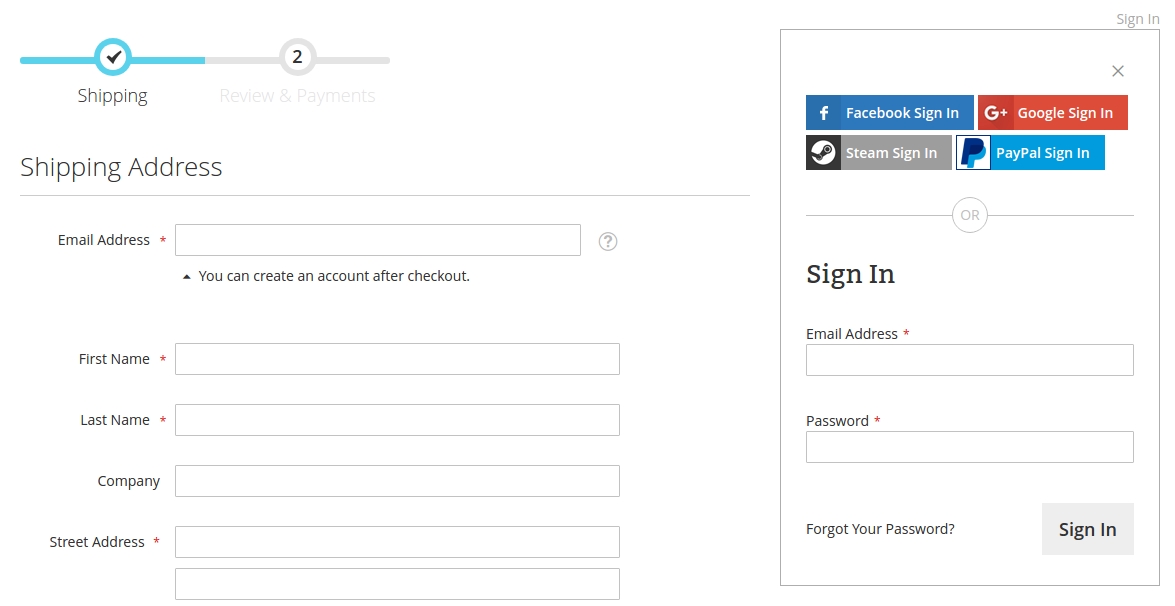 Sign In
2
Shipping
Review & Payments
Shipping Address
Email Address *
?
You can create an account after checkout.
First Name *
Last Name *
Company
Street Address *
f Facebook Sign In
G+ Google Sign In
Steam Sign In
PayPal Sign In
OR
Sign In
Email Address *
Password *
Forgot Your Password?
Sign In